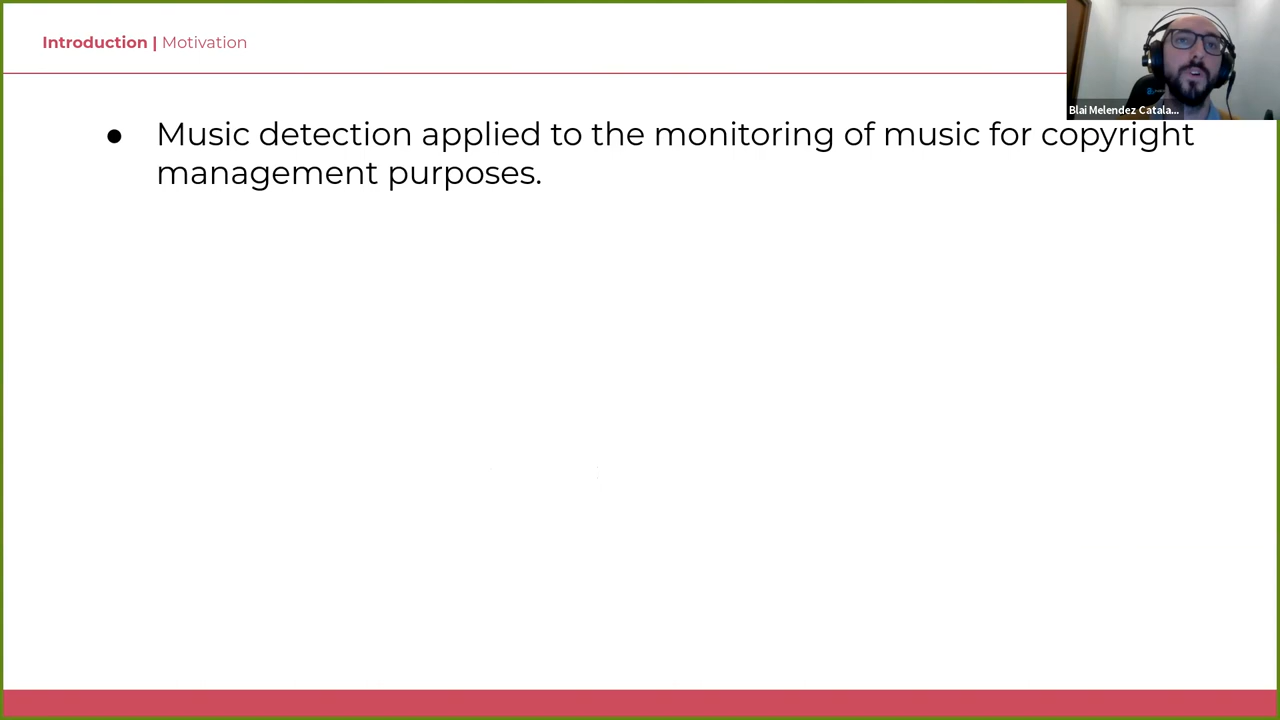 Introduction | Motivation
Blai Melendez Catala...
● Music detection applied to the monitoring of music for copyright
management purposes.